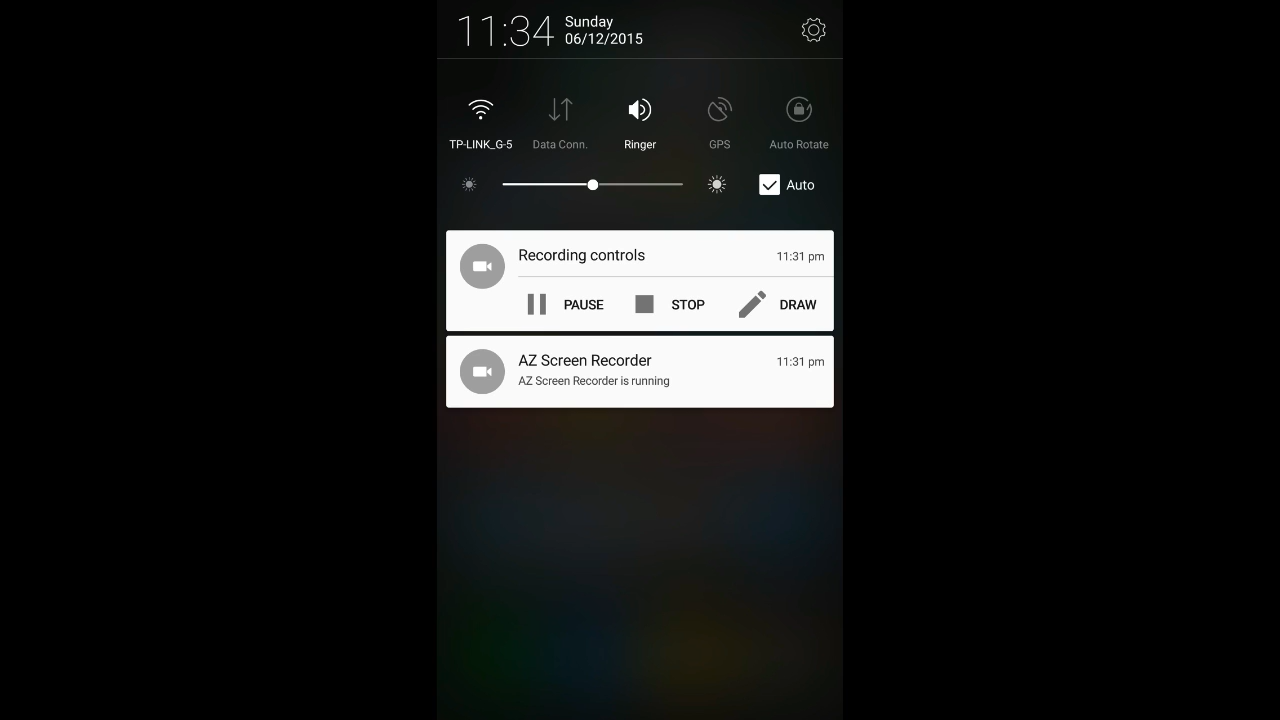 11:34
Sunday
06/12/2015
TP-LINK_G-5 Data Conn. Ringer GPS Auto Rotate
Auto
Recording controls 11:31 pm
PAUSE STOP DRAW
AZ Screen Recorder 11:31 pm
AZ Screen Recorder is running